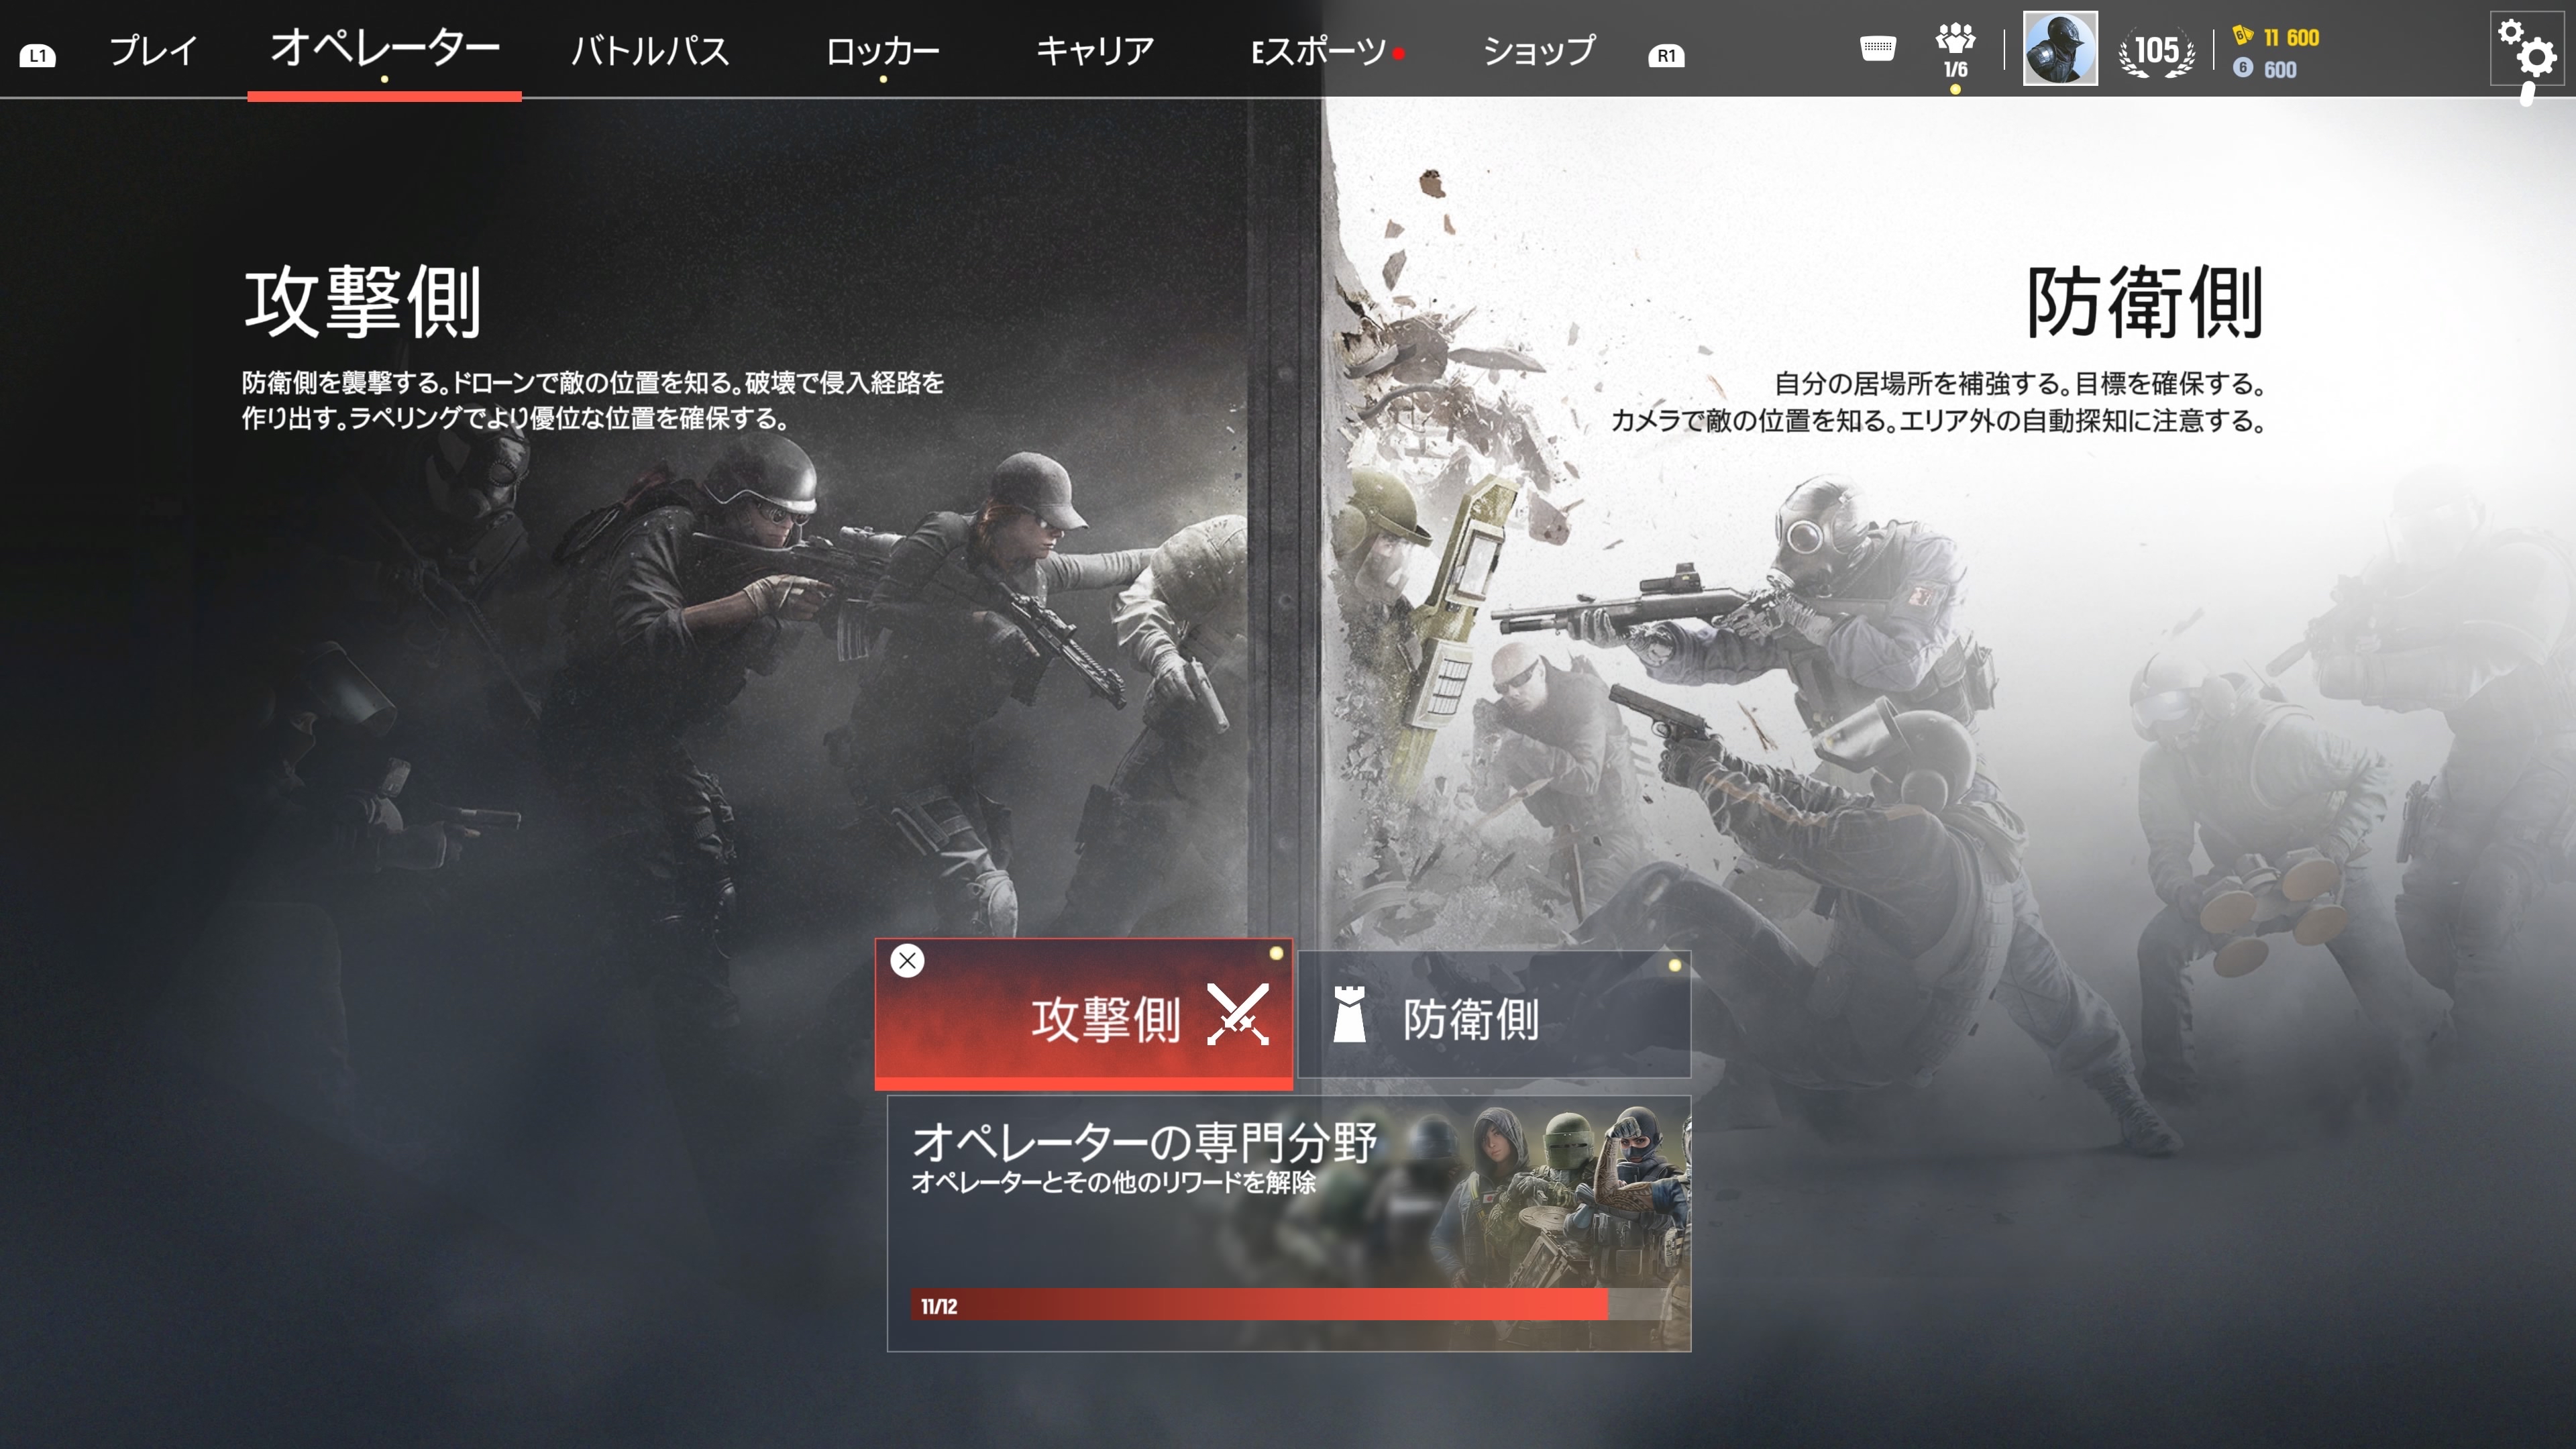 L1 プレイ オペレーター バトルパス ロッカー キャリア Eスポーツ ショップ R1 1/6 105 11 600
6 600
攻撃側
防衛側を襲撃する。ドローンで敵の位置を知る。破壊で侵入経路を
作り出す。ラペリングでより優位な位置を確保する。
防衛側
自分の居場所を補強する。目標を確保する。
カメラで敵の位置を知る。エリア外の自動探知に注意する。
攻撃側
防衛側
オペレーターの専門分野
オペレーターとその他のリワードを解除
11/12